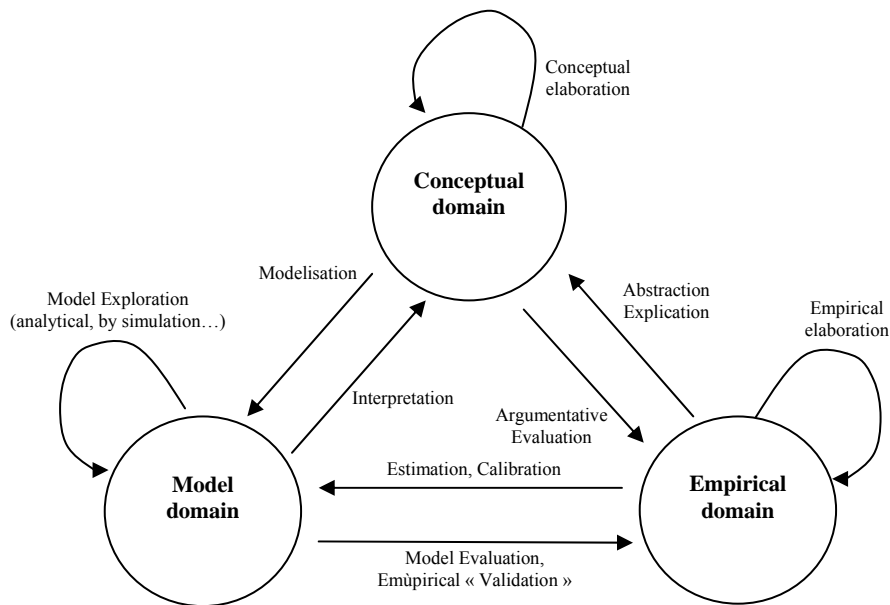 Conceptual
elaboration
Conceptual
domain
Modelisation
Abstraction
Explication
Model Exploration
(analytical, by simulation…)
Empirical
elaboration
Interpretation
Argumentative
Evaluation
Estimation, Calibration
Model
domain
Empirical
domain
Model Evaluation,
Emùpirical « Validation »